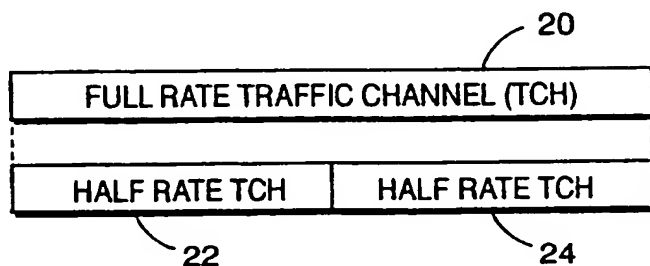 20
FULL RATE TRAFFIC CHANNEL (TCH)
HALF RATE TCH HALF RATE TCH
22 24